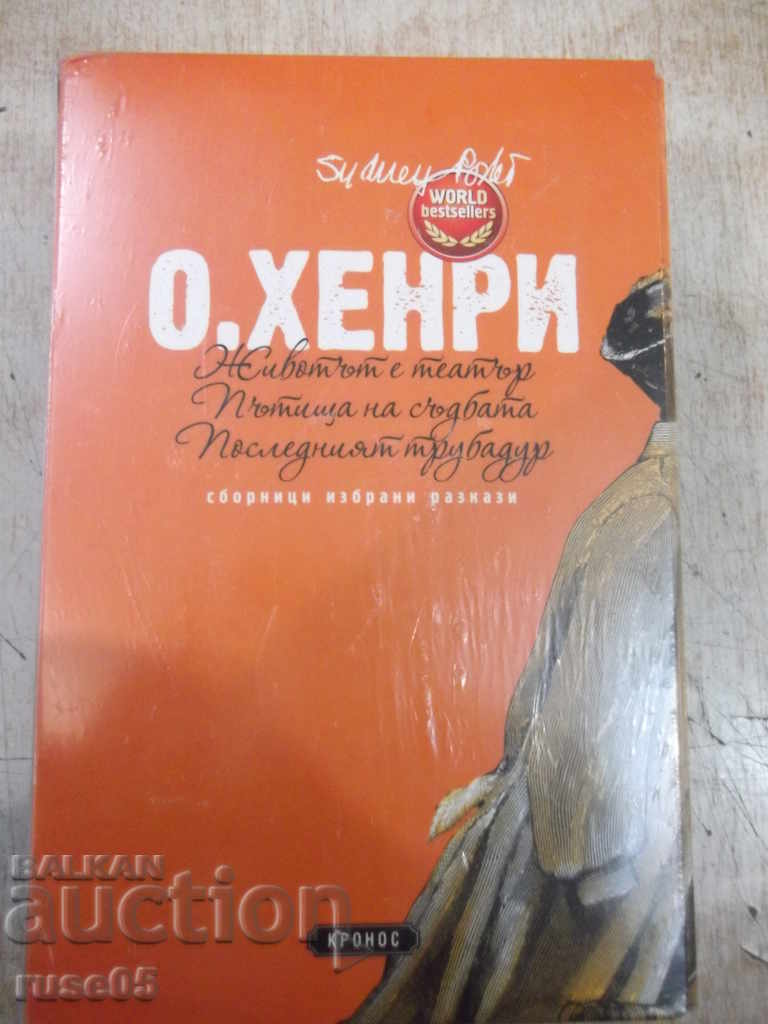 Sydney Porter
WORLD
bestsellers
О. ХЕНРИ
Животът е театър
Пътища на съдбата
Последният трубадур
сборници избрани разкази
BALKAN
auction
КРОНОС
ruse05